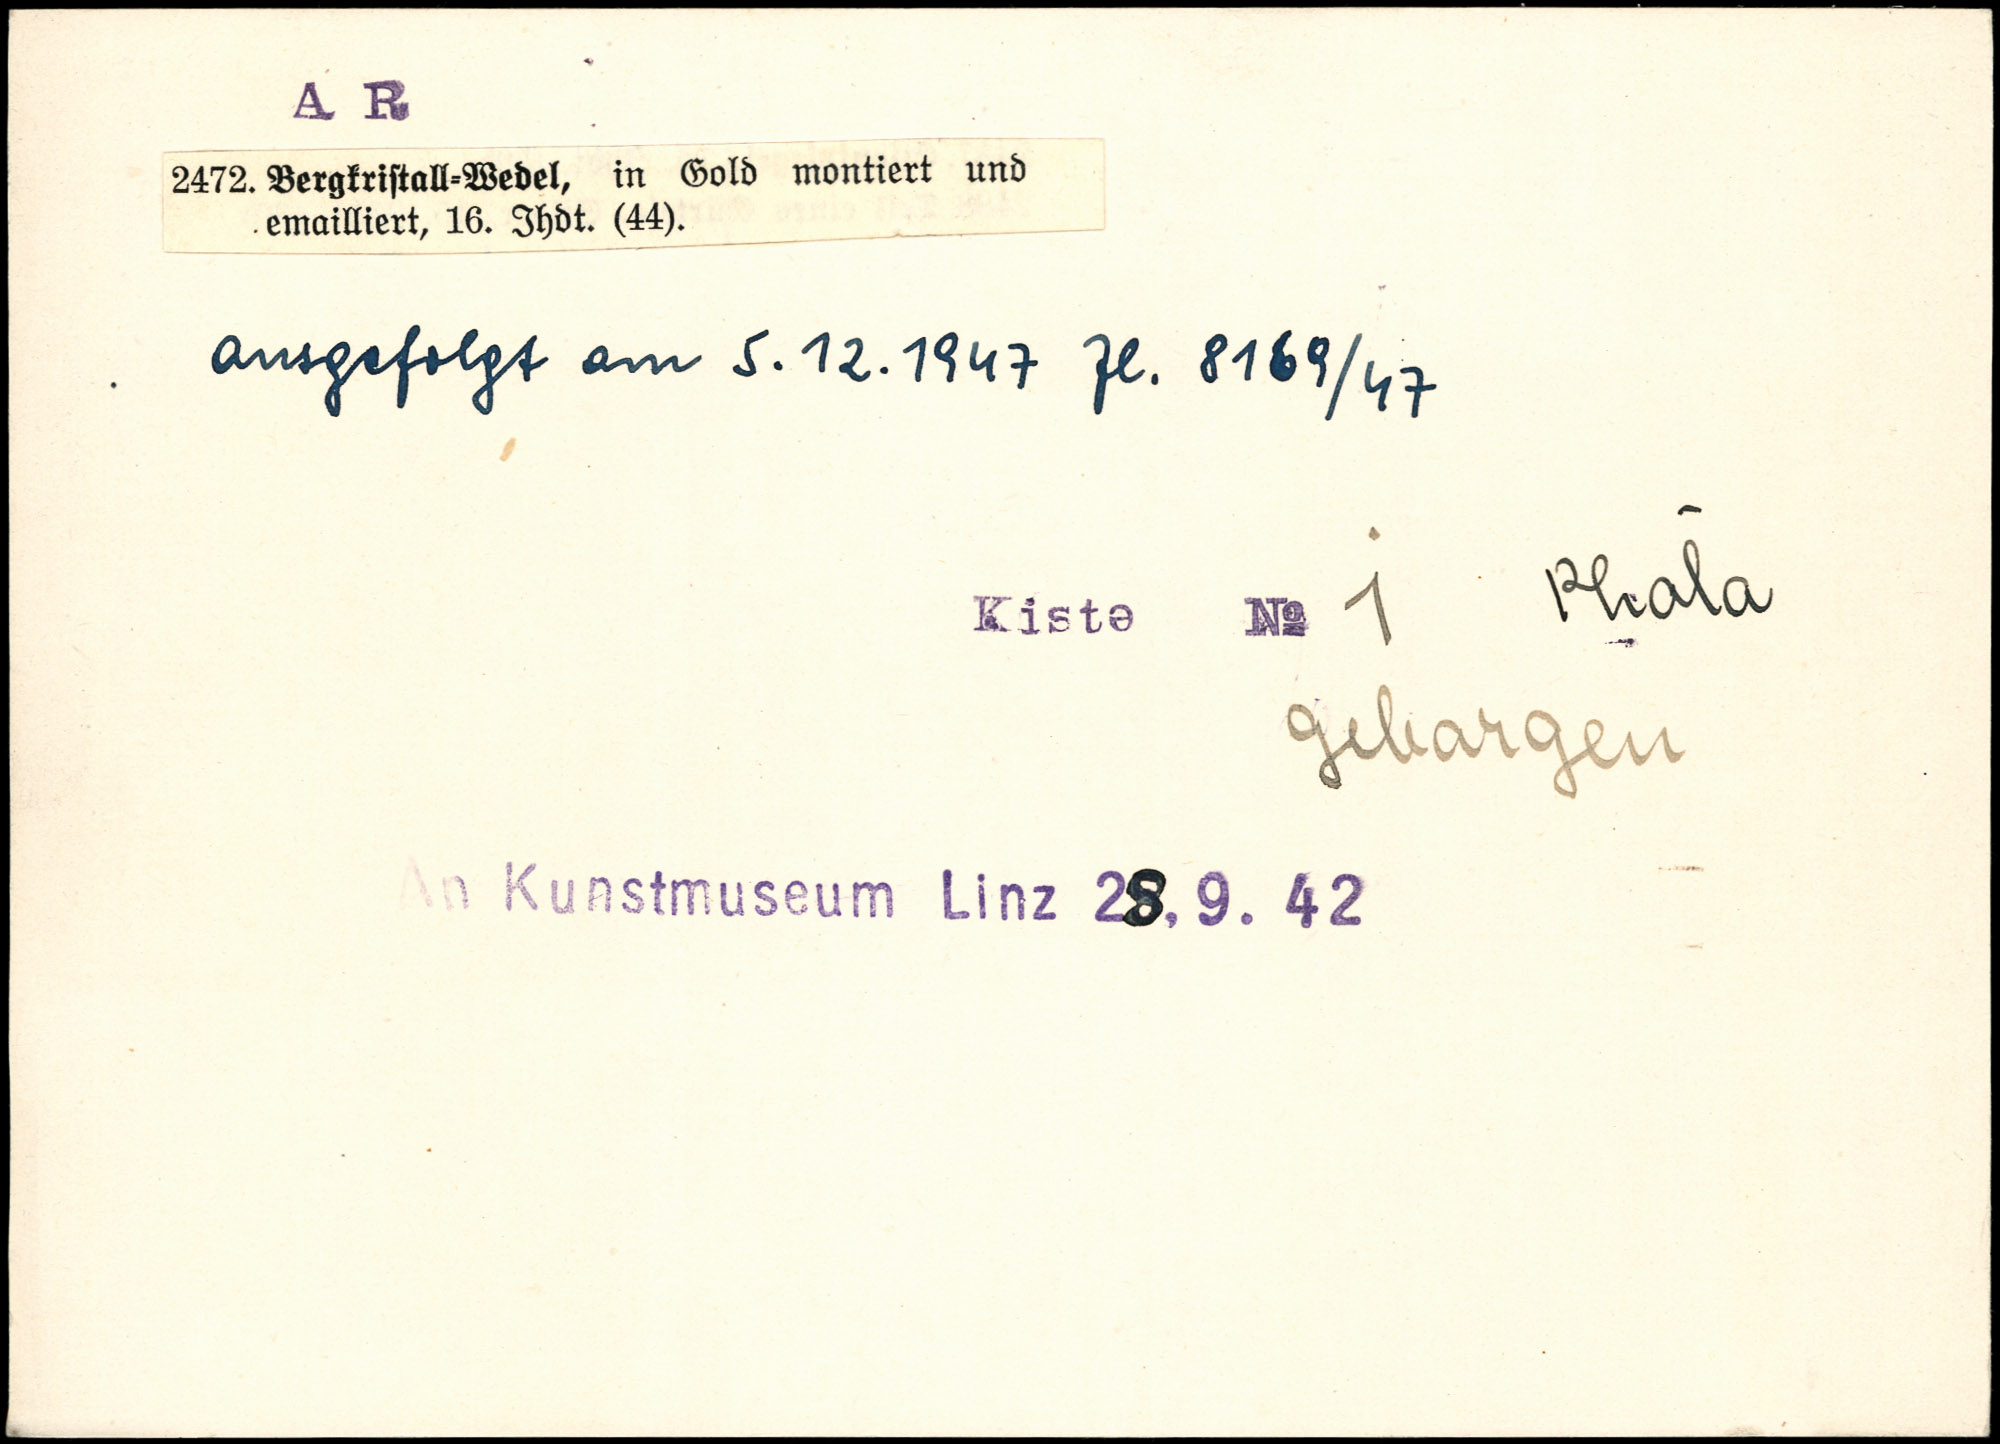 A R
2472. Bergkristall-Wedel, in Gold montiert und
emailliert, 16. Jhdt. (44).
ausgefolgt am 5.12.1947 Zl. 8169/47
Kiste № 1 Photo
geborgen
An Kunstmuseum Linz 28. 9. 42